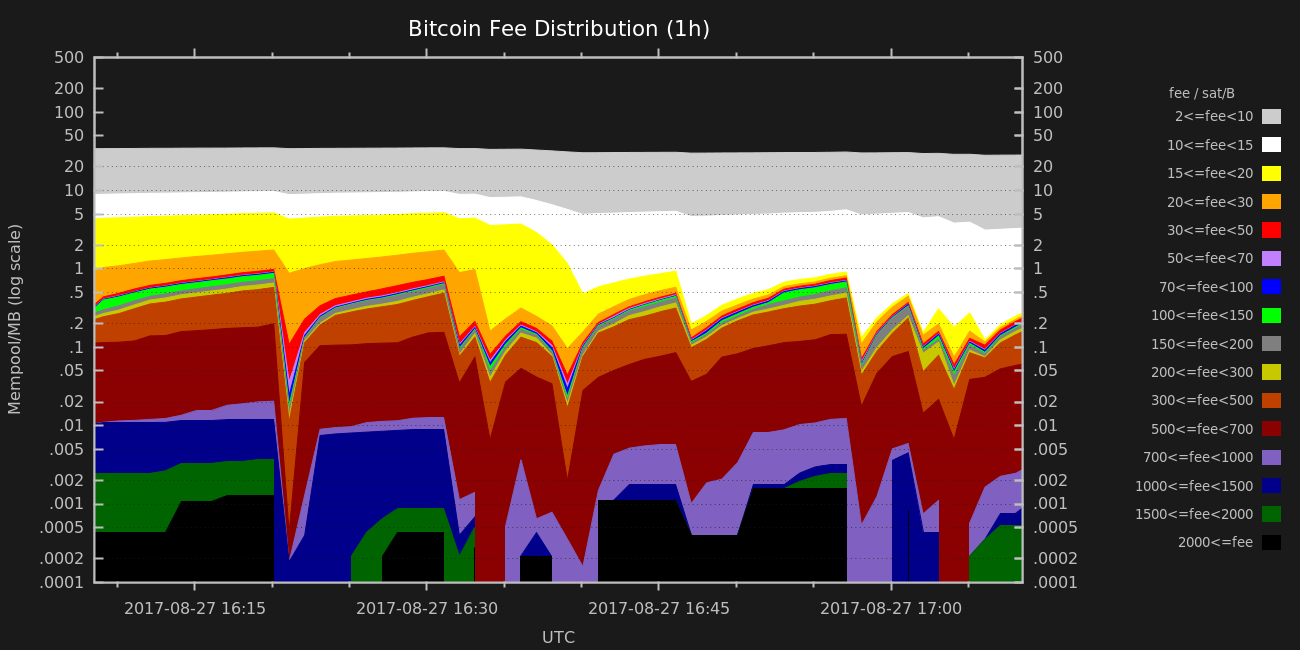 Bitcoin Fee Distribution (1h)
500
200
100
50
20
10
5
2
1
.5
.2
.1
.05
.02
.01
.005
.002
.001
.0005
.0002
.0001
Mempool/MB (log scale)
500
200
100
50
20
10
5
2
1
.5
.2
.1
.05
.02
.01
.005
.002
.001
.0005
.0002
.0001
2017-08-27 16:15
2017-08-27 16:30
2017-08-27 16:45
2017-08-27 17:00
UTC
fee / sat/B
2<=fee<10
10<=fee<15
15<=fee<20
20<=fee<30
30<=fee<50
50<=fee<70
70<=fee<100
100<=fee<150
150<=fee<200
200<=fee<300
300<=fee<500
500<=fee<700
700<=fee<1000
1000<=fee<1500
1500<=fee<2000
2000<=fee